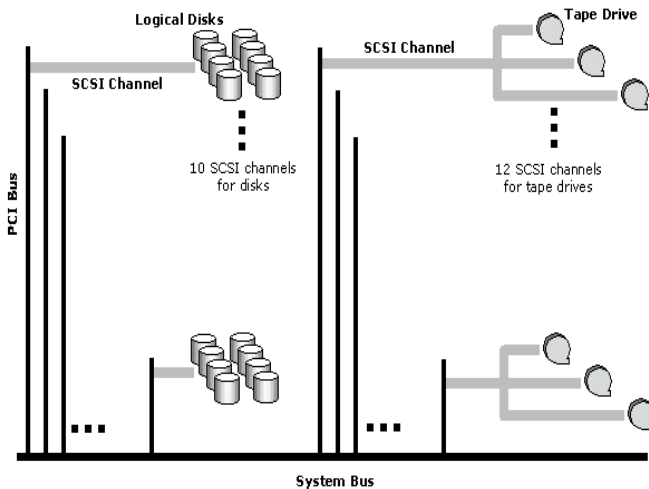 Logical Disks
Tape Drive
SCSI Channel
SCSI Channel
10 SCSI channels
for disks
12 SCSI channels
for tape drives
PCI Bus
System Bus